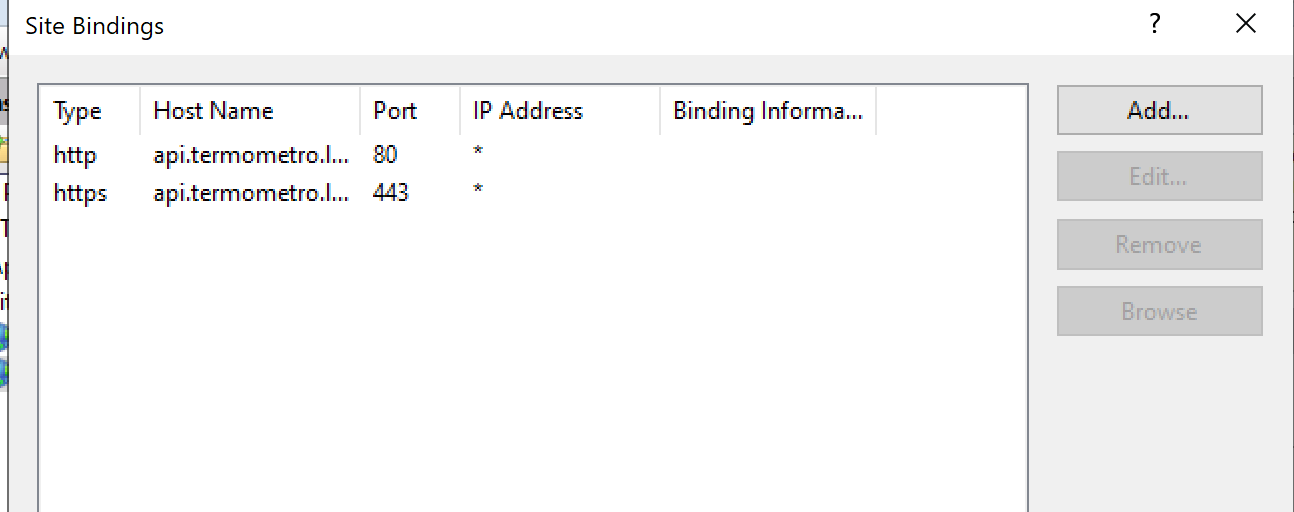 Site Bindings ?
Type Host Name Port IP Address Binding Informa... Add...
http api.termometro.l... 80 *
https api.termometro.l... 443 *
Edit...
Remove
Browse